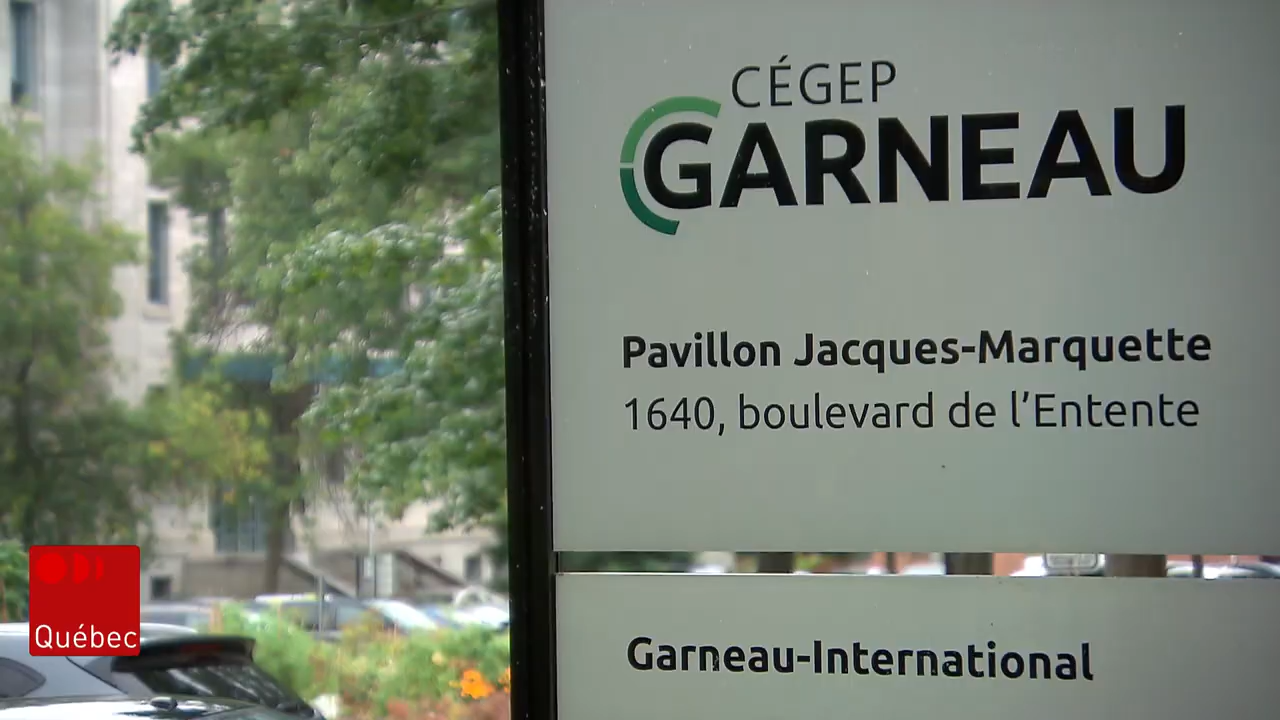 CÉGEP
GARNEAU
Pavillon Jacques-Marquette
1640, boulevard de l'Entente
Garneau-International
Québec